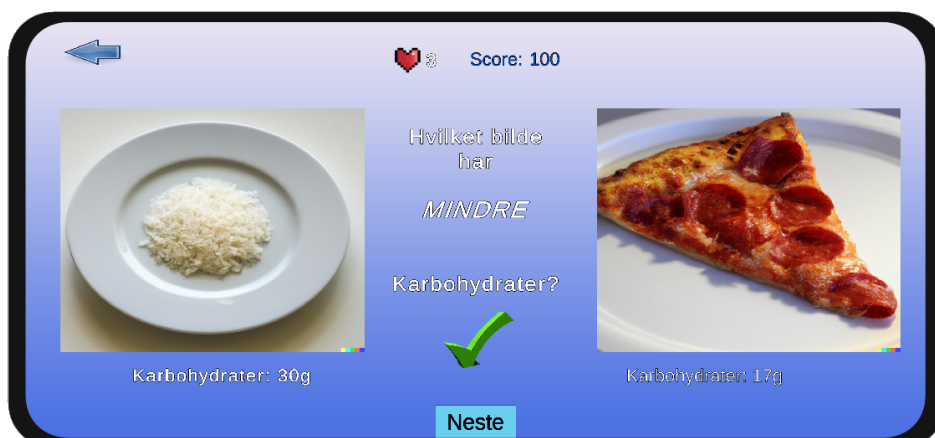 3
Score: 100
Hvilket bilde
har
MINDRE
Karbohydrater?
Karbohydrater: 30g
Karbohydrater: 17g
Neste